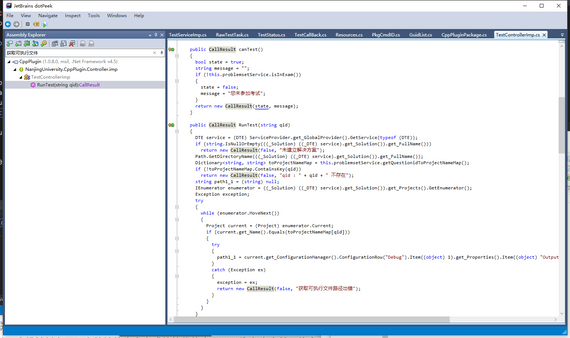 JetBrains dotPeek
File View Navigate Inspect Tools Windows Help
Assembly Explorer
获取可执行文件
CppPlugin (1.0.8.0, msil, .Net Framework v4.5)
NanjingUniversity.CppPlugin.Controller.imp
TestControllerImp
RunTest(string qid):CallResult
TestServiceImp.cs RawTestTask.cs TestStatus.cs TestCallBack.cs Resources.cs PkgCmdID.cs GuidList.cs CppPluginPackage.cs TestControllerImp.cs
public CallResult canTest()
{
bool state = true;
string message = "";
if (!this.problemsetService.isInExam())
{
state = false;
message = "您未参加考试";
}
return new CallResult(state, message);
}
public CallResult RunTest(string qid)
{
DTE service = (DTE) ServiceProvider.get_GlobalProvider().GetService(typeof (DTE));
if (string.IsNullOrEmpty(((_Solution) ((_DTE) service).get_Solution()).get_FullName()))
return new CallResult(false, "未建立解决方案");
Path.GetDirectoryName(((_Solution) ((_DTE) service).get_Solution()).get_FullName());
Dictionary<string, string> toProjectNameMap = this.problemsetService.getQuestionIdToProjectNameMap();
if (!toProjectNameMap.ContainsKey(qid))
return new CallResult(false, "qid : " + qid + " 不存在");
string path1_1 = (string) null;
IEnumerator enumerator = ((_Solution) ((_DTE) service).get_Solution()).get_Projects().GetEnumerator();
Exception exception;
try
{
while (enumerator.MoveNext())
{
Project current = (Project) enumerator.Current;
if (current.get_Name().Equals(toProjectNameMap[qid]))
{
try
{
path1_1 = current.get_ConfigurationManager().ConfigurationRow("Debug").Item((object) 1).get_Properties().Item((object) "Output
}
catch (Exception ex)
{
exception = ex;
return new CallResult(false, "获取可执行文件路径出错");
}
}
}
}